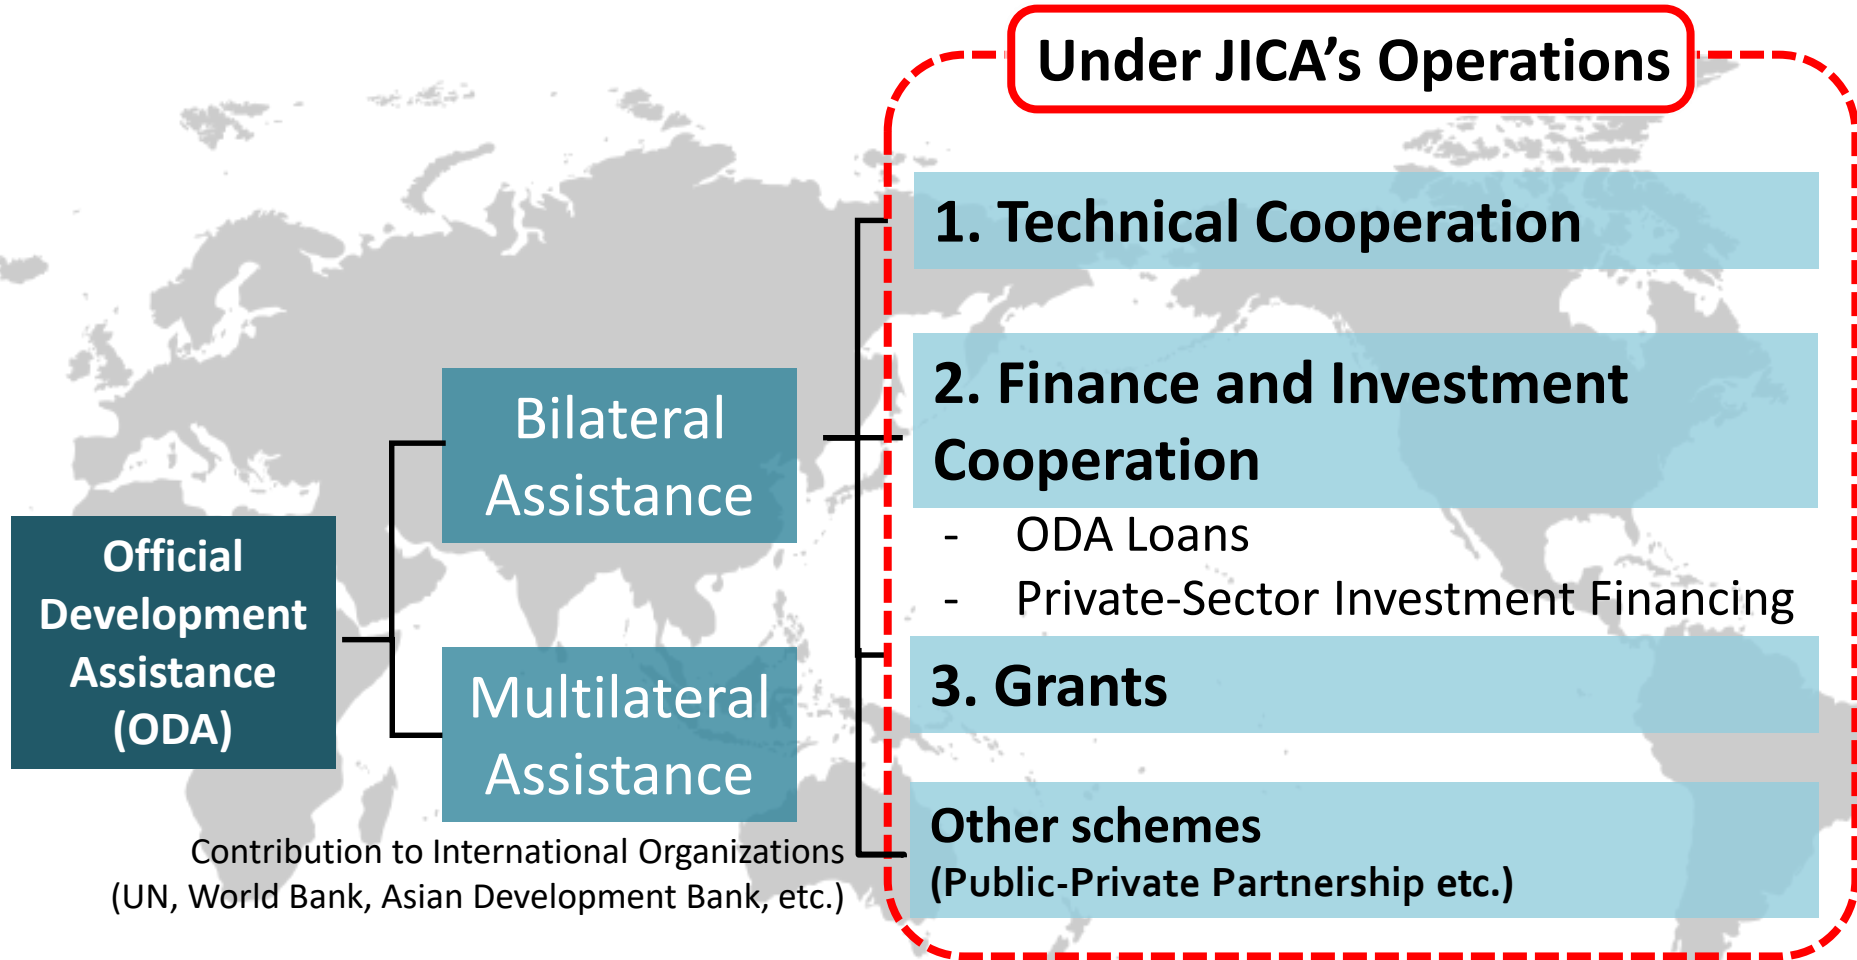 Under JICA’s Operations
1. Technical Cooperation
2. Finance and Investment
Cooperation
- ODA Loans
- Private-Sector Investment Financing
3. Grants
Other schemes
(Public-Private Partnership etc.)
Bilateral
Assistance
Official
Development
Assistance
(ODA)
Multilateral
Assistance
Contribution to International Organizations
(UN, World Bank, Asian Development Bank, etc.)